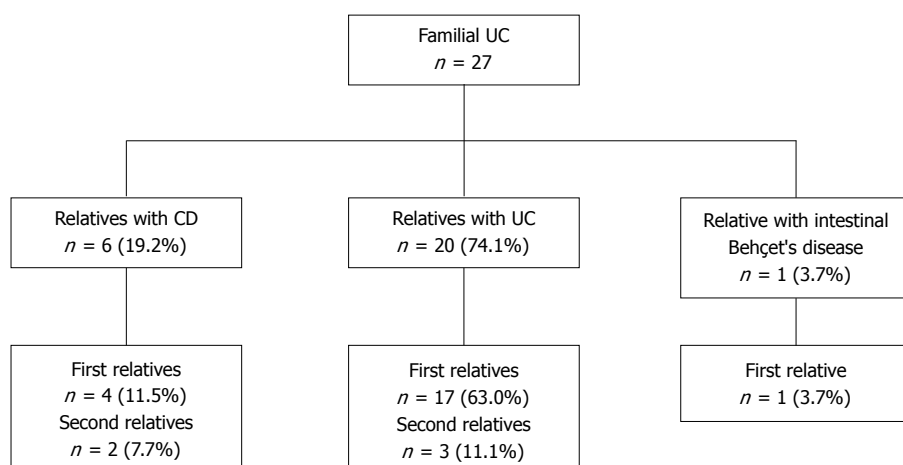 Familial UC
n = 27
Relatives with CD
n = 6 (19.2%)
Relatives with UC
n = 20 (74.1%)
Relative with intestinal
Behçet's disease
n = 1 (3.7%)
First relatives
n = 4 (11.5%)
Second relatives
n = 2 (7.7%)
First relatives
n = 17 (63.0%)
Second relatives
n = 3 (11.1%)
First relative
n = 1 (3.7%)